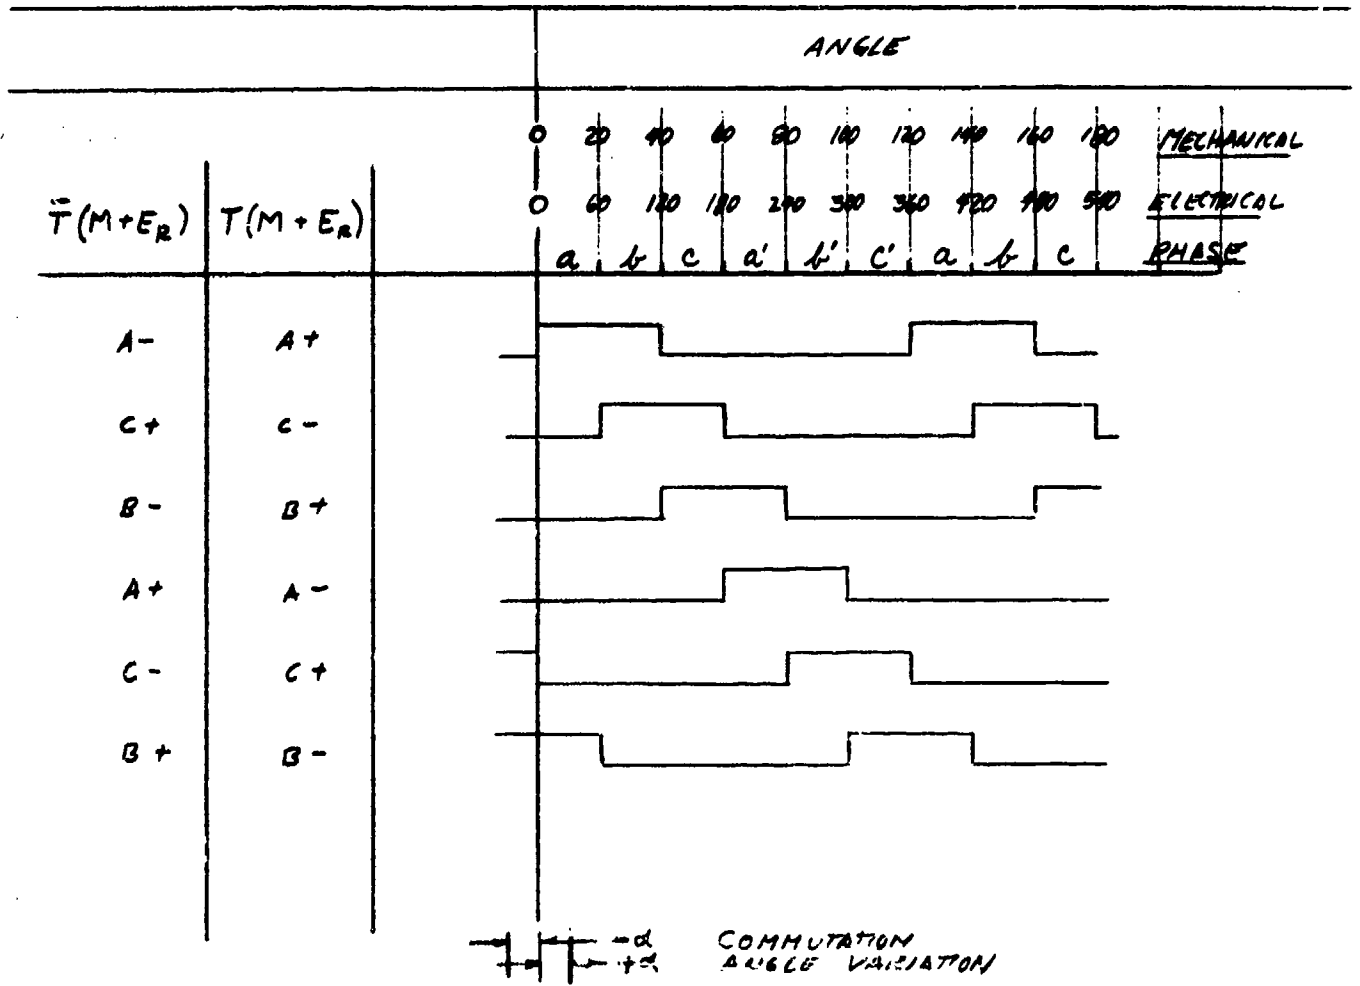 ANGLE
0 20 40 60 80 100 120 140 160 180 MECHANICAL
T̄(M+E_R) T(M+E_R) 0 60 120 180 240 300 360 420 480 540 ELECTRICAL
a b c a' b' c' a b c PHASE
A- A+
C+ C-
B- B+
A+ A-
C- C+
B+ B-
-α COMMUTATION
+α ANGLE VARIATION